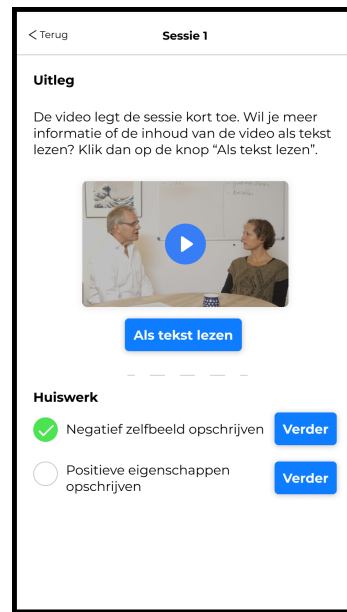 Terug
Sessie 1
Uitleg
De video legt de sessie kort toe. Wil je meer
informatie of de inhoud van de video als tekst
lezen? Klik dan op de knop “Als tekst lezen”.
Als tekst lezen
Huiswerk
Negatief zelfbeeld opschrijven
Verder
Positieve eigenschappen
opschrijven
Verder